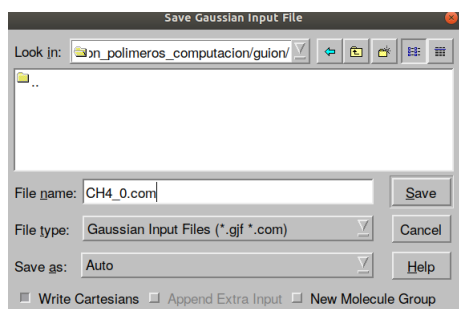 Save Gaussian Input File
Look in: on_polimeros_computacion/guion/
..
File name: CH4_0.com Save
File type: Gaussian Input Files (*.gjf *.com) Cancel
Save as: Auto Help
Write Cartesians Append Extra Input New Molecule Group